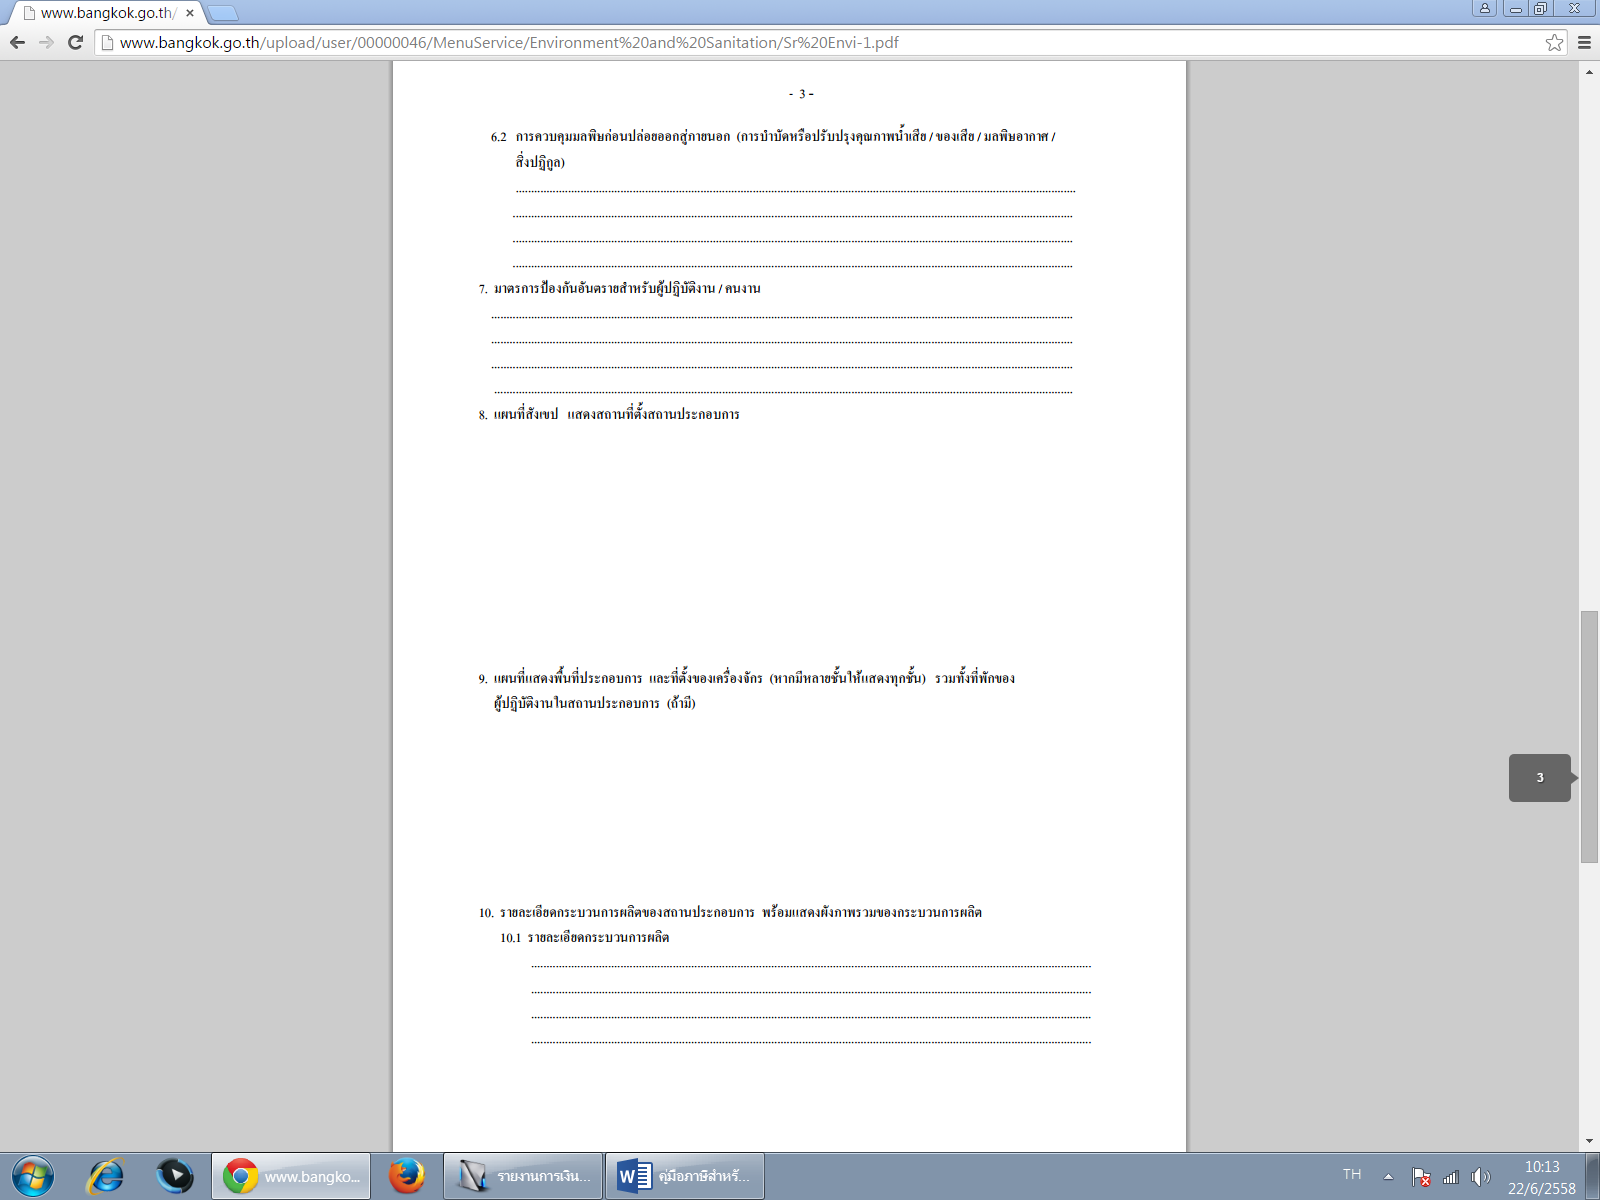 www.bangkok.go.th/
www.bangkok.go.th/upload/user/00000046/MenuService/Environment%20and%20Sanitation/Sr%20Envi-1.pdf
- 3 -
6.2 การควบคุมมลพิษก่อนปล่อยออกสู่ภายนอก (การบำบัดหรือปรับปรุงคุณภาพน้ำเสีย / ของเสีย / มลพิษอากาศ /
สิ่งปฏิกูล)
7. มาตรการป้องกันอันตรายสำหรับผู้ปฏิบัติงาน / คนงาน
8. แผนที่สังเขป แสดงสถานที่ตั้งสถานประกอบการ
9. แผนที่แสดงพื้นที่ประกอบการ และที่ตั้งของเครื่องจักร (หากมีหลายชั้นให้แสดงทุกชั้น) รวมทั้งที่พักของ
ผู้ปฏิบัติงานในสถานประกอบการ (ถ้ามี)
3
10. รายละเอียดกระบวนการผลิตของสถานประกอบการ พร้อมแสดงผังภาพรวมของกระบวนการผลิต
10.1 รายละเอียดกระบวนการผลิต
www.bangko...
รายงานการเงิน...
คู่มือภาษีสำหรั...
TH
10:13
22/6/2558